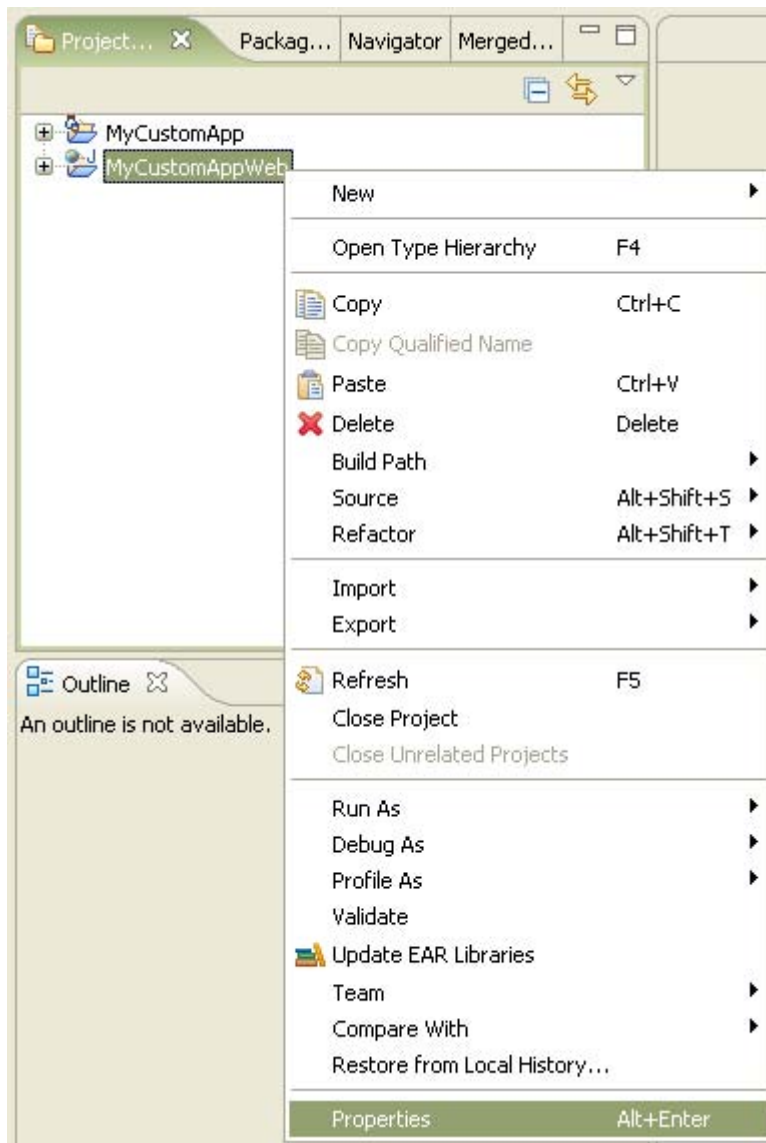 Project... Packag... Navigator Merged...
MyCustomApp
MyCustomAppWeb
New
Open Type Hierarchy F4
Copy Ctrl+C
Copy Qualified Name
Paste Ctrl+V
Delete Delete
Build Path
Source Alt+Shift+S
Refactor Alt+Shift+T
Import
Export
Refresh F5
Close Project
Close Unrelated Projects
Run As
Debug As
Profile As
Validate
Update EAR Libraries
Team
Compare With
Restore from Local History...
Properties Alt+Enter
Outline
An outline is not available.